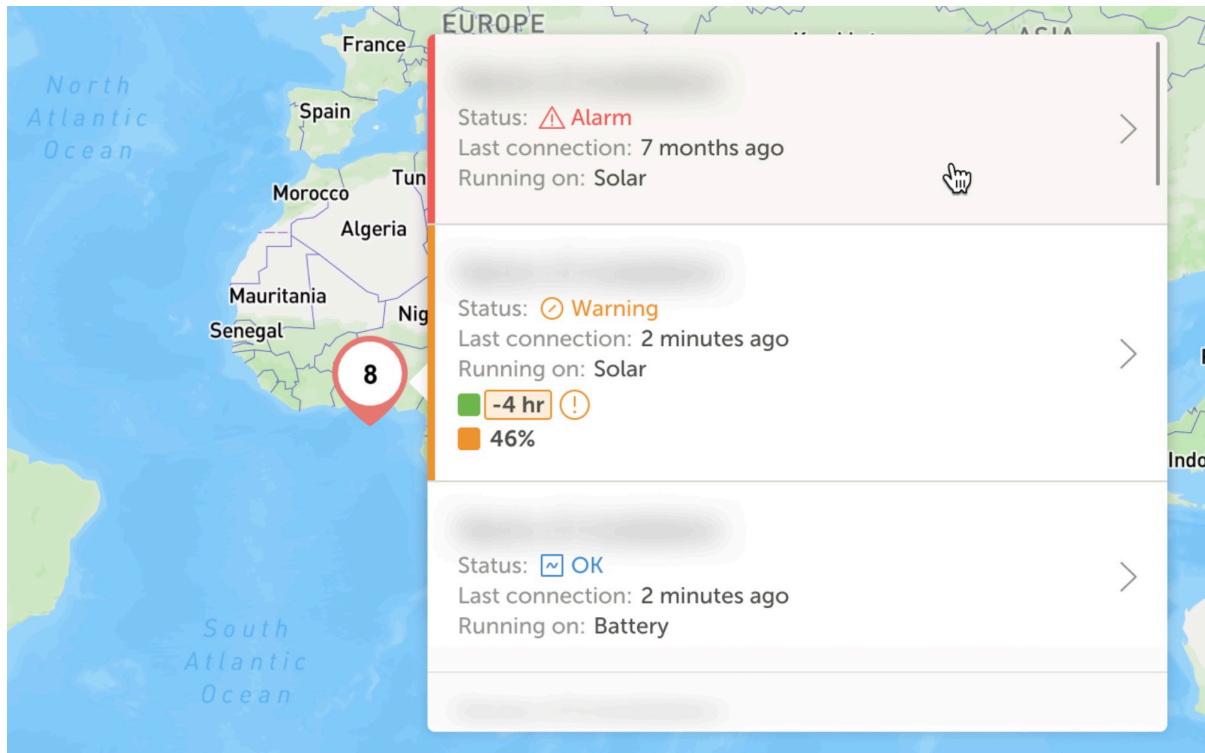 EUROPE
France
North
Atlantic
Ocean
Spain
Morocco
Tun
Algeria
Mauritania
Nig
Senegal
8
Status: Alarm
Last connection: 7 months ago
Running on: Solar
Status: Warning
Last connection: 2 minutes ago
Running on: Solar
-4 hr
46%
Status: OK
Last connection: 2 minutes ago
Running on: Battery
Indo
South
Atlantic
Ocean